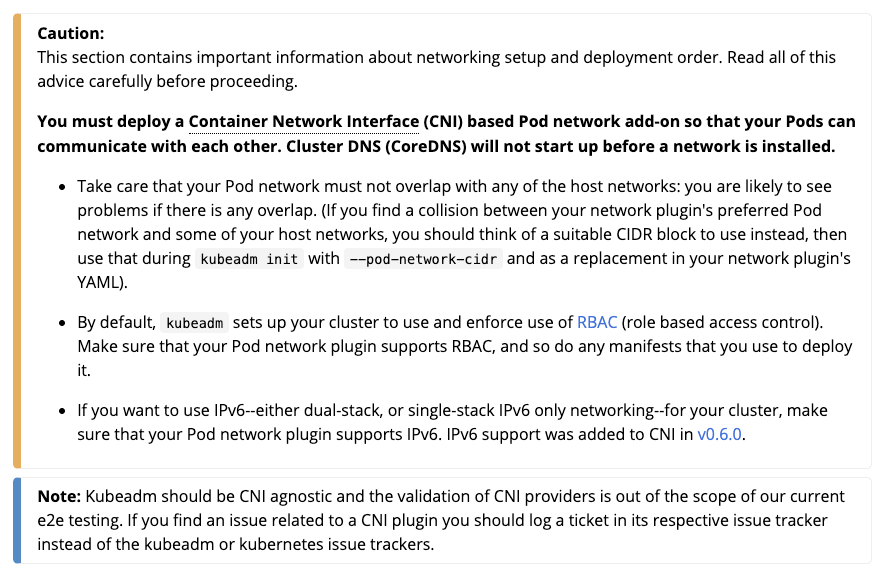 Caution:
This section contains important information about networking setup and deployment order. Read all of this
advice carefully before proceeding.
You must deploy a Container Network Interface (CNI) based Pod network add-on so that your Pods can
communicate with each other. Cluster DNS (CoreDNS) will not start up before a network is installed.
• Take care that your Pod network must not overlap with any of the host networks: you are likely to see
problems if there is any overlap. (If you find a collision between your network plugin's preferred Pod
network and some of your host networks, you should think of a suitable CIDR block to use instead, then
use that during kubeadm init with --pod-network-cidr and as a replacement in your network plugin's
YAML).
• By default, kubeadm sets up your cluster to use and enforce use of RBAC (role based access control).
Make sure that your Pod network plugin supports RBAC, and so do any manifests that you use to deploy
it.
• If you want to use IPv6--either dual-stack, or single-stack IPv6 only networking--for your cluster, make
sure that your Pod network plugin supports IPv6. IPv6 support was added to CNI in v0.6.0.
Note: Kubeadm should be CNI agnostic and the validation of CNI providers is out of the scope of our current
e2e testing. If you find an issue related to a CNI plugin you should log a ticket in its respective issue tracker
instead of the kubeadm or kubernetes issue trackers.